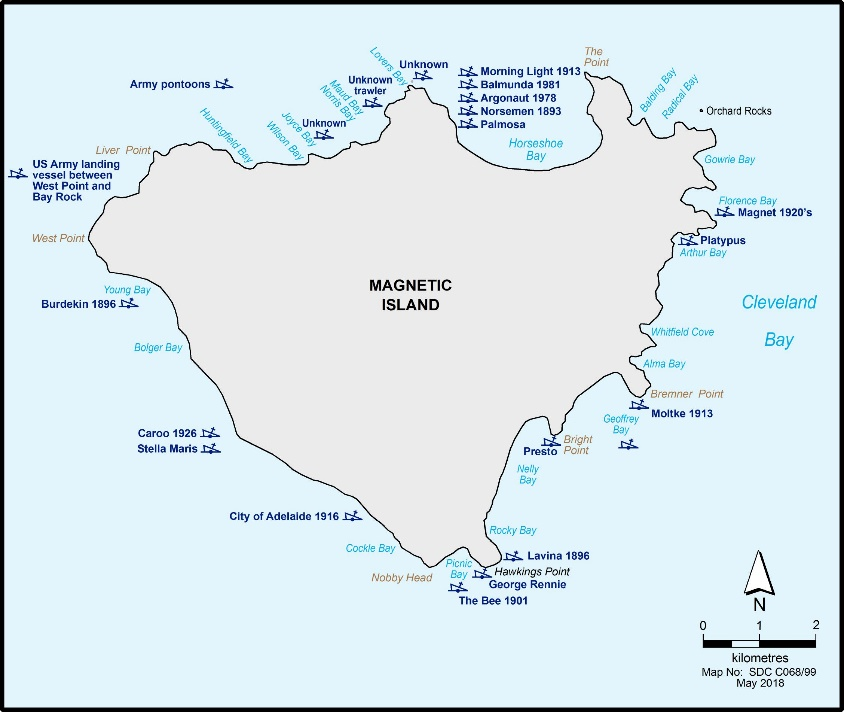 The
Point
Lovers Bay
Unknown
Morning Light 1913
Balmunda 1981
Argonaut 1978
Norsemen 1893
Palmosa
Army pontoons
Unknown
trawler
Maud Bay
Norris Bay
Unknown
Joyce Bay
Wilson Bay
Huntingfield Bay
Balding Bay
Radical Bay
Orchard Rocks
Horseshoe
Bay
Liver Point
US Army landing
vessel between
West Point and
Bay Rock
Gowrie Bay
Florence Bay
Magnet 1920's
West Point
Platypus
Arthur Bay
MAGNETIC
ISLAND
Young Bay
Burdekin 1896
Cleveland
Bay
Whitfield Cove
Bolger Bay
Alma Bay
Bremner Point
Moltke 1913
Geoffrey
Bay
Caroo 1926
Stella Maris
Bright
Point
Presto
Nelly
Bay
City of Adelaide 1916
Rocky Bay
Cockle Bay
Lavina 1896
Picnic
Bay
Hawkings Point
Nobby Head
George Rennie
The Bee 1901
N
0 1 2
kilometres
Map No: SDC C068/99
May 2018